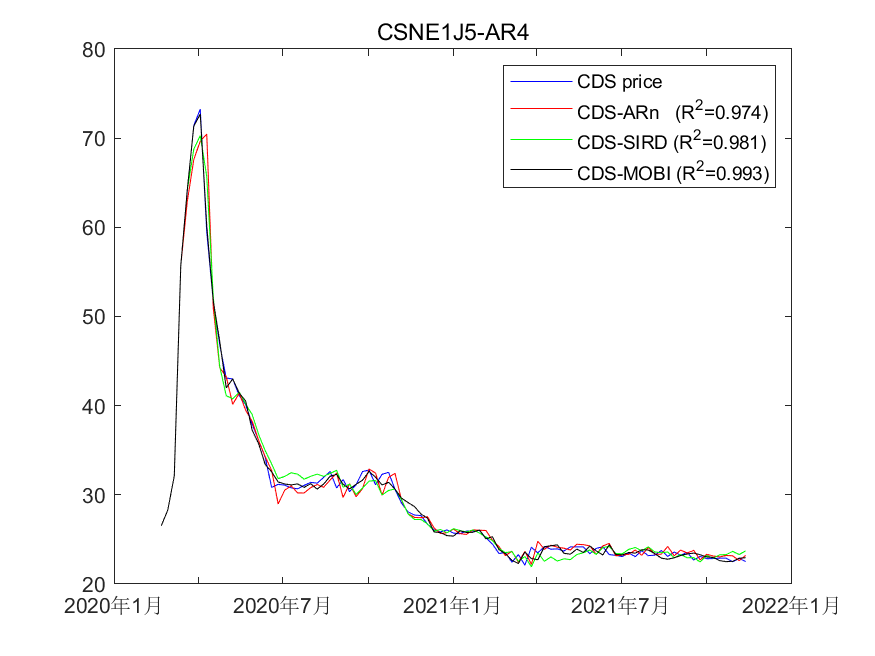 CSNE1J5-AR4
80
70
60
50
40
30
20
CDS price
CDS-ARn (R²=0.974)
CDS-SIRD (R²=0.981)
CDS-MOBI (R²=0.993)
2020年1月
2020年7月
2021年1月
2021年7月
2022年1月